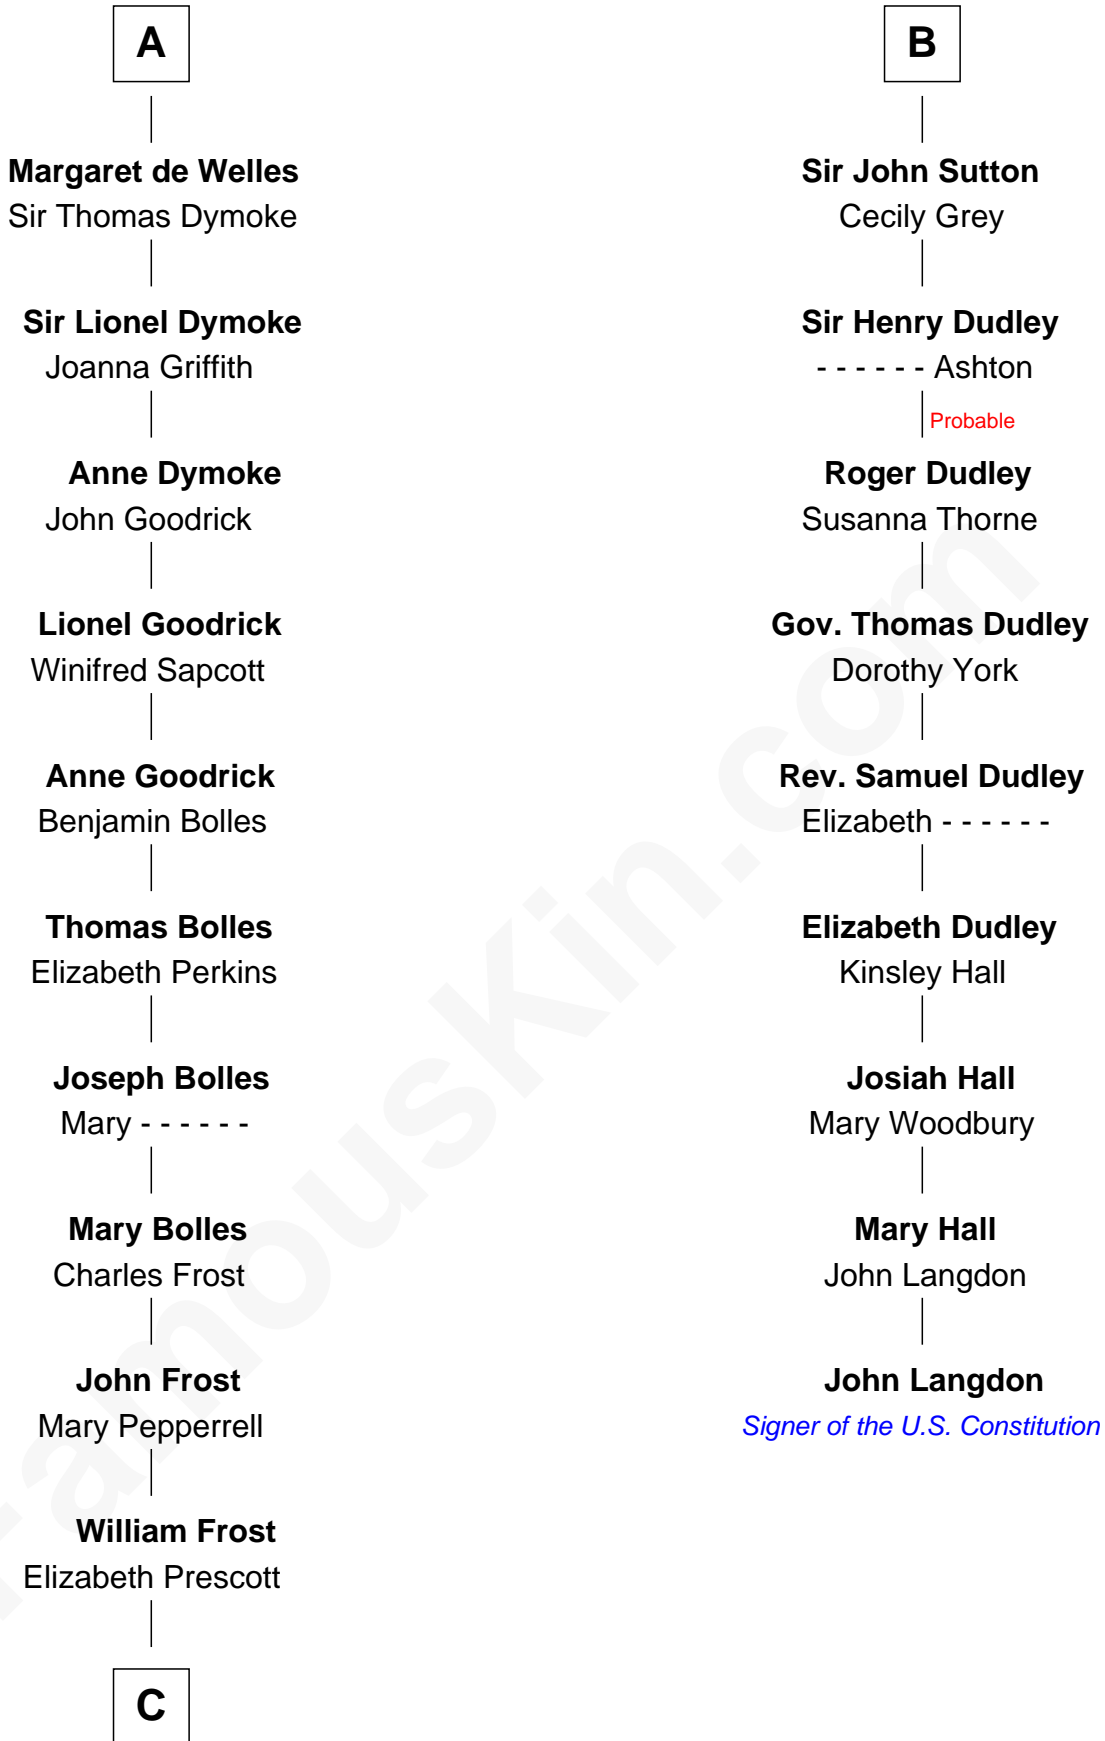 A
Margaret de Welles
Sir Thomas Dymoke
Sir Lionel Dymoke
Joanna Griffith
Anne Dymoke
John Goodrick
Lionel Goodrick
Winifred Sapcott
Anne Goodrick
Benjamin Bolles
Thomas Bolles
Elizabeth Perkins
Joseph Bolles
Mary - - - - - -
Mary Bolles
Charles Frost
John Frost
Mary Pepperrell
William Frost
Elizabeth Prescott
C
B
Sir John Sutton
Cecily Grey
Sir Henry Dudley
- - - - - - Ashton
Probable
Roger Dudley
Susanna Thorne
Gov. Thomas Dudley
Dorothy York
Rev. Samuel Dudley
Elizabeth - - - - - -
Elizabeth Dudley
Kinsley Hall
Josiah Hall
Mary Woodbury
Mary Hall
John Langdon
John Langdon
Signer of the U.S. Constitution
FamousKin.com